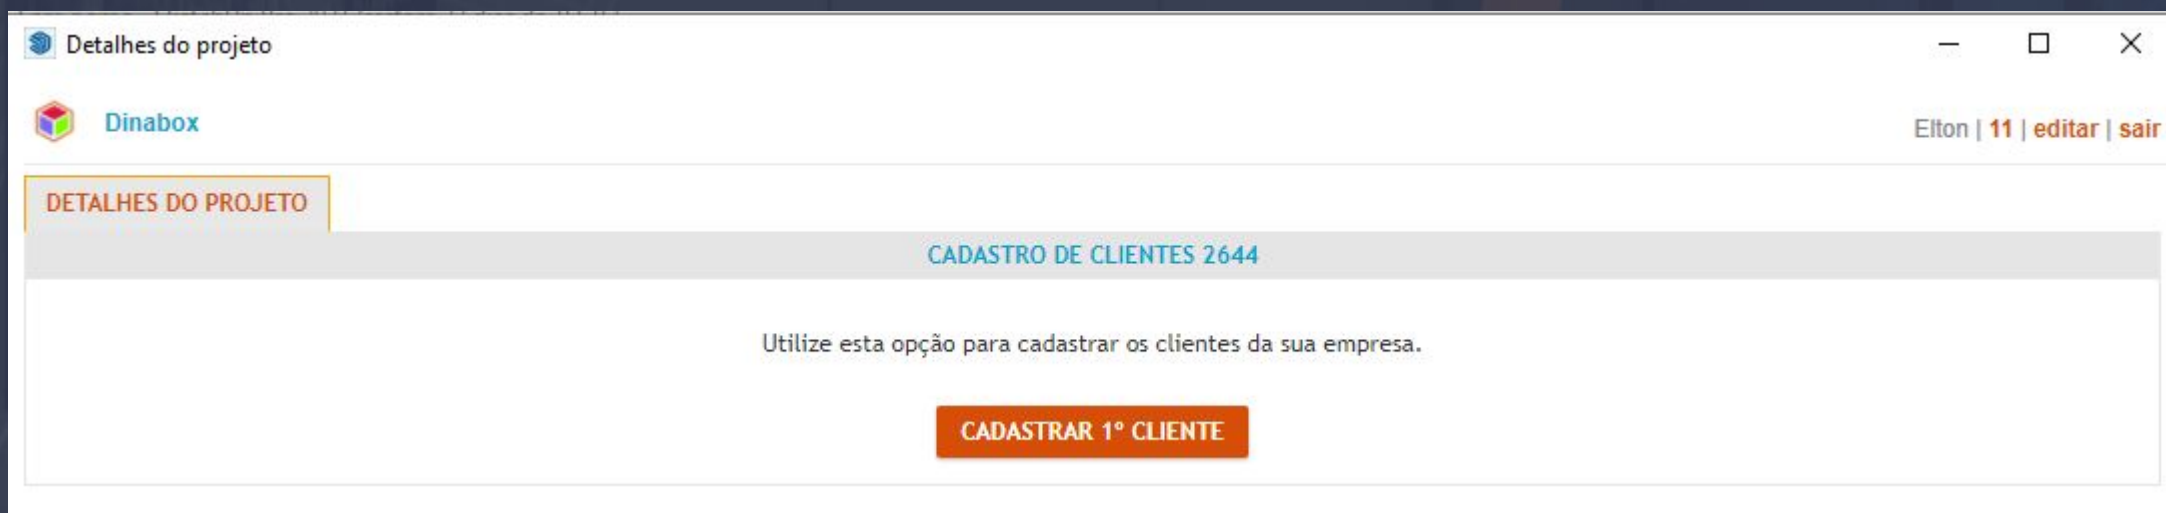 Detalhes do projeto
Dinabox
Elton | 11 | editar | sair
DETALHES DO PROJETO
CADASTRO DE CLIENTES 2644
Utilize esta opção para cadastrar os clientes da sua empresa.
CADASTRAR 1º CLIENTE